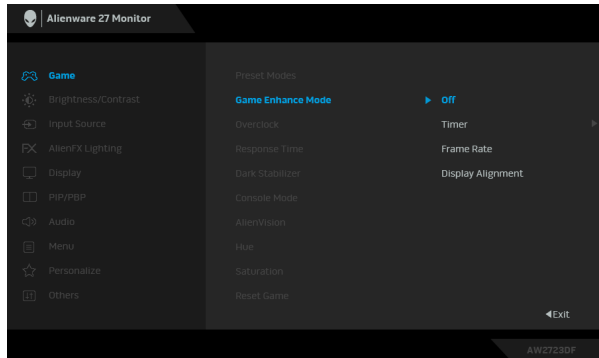 Alienware 27 Monitor
Game
Brightness/Contrast
Input Source
AlienFX Lighting
Display
PIP/PBP
Audio
Menu
Personalize
Others
Preset Modes
Game Enhance Mode
Overclock
Response Time
Dark Stabilizer
Console Mode
AlienVision
Hue
Saturation
Reset Game
Off
Timer
Frame Rate
Display Alignment
Exit
AW2723DF